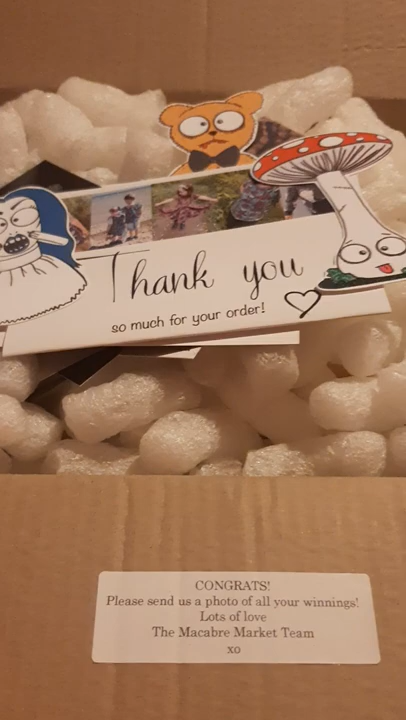 Thank you
so much for your order!
CONGRATS!
Please send us a photo of all your winnings!
Lots of love
The Macabre Market Team
xo